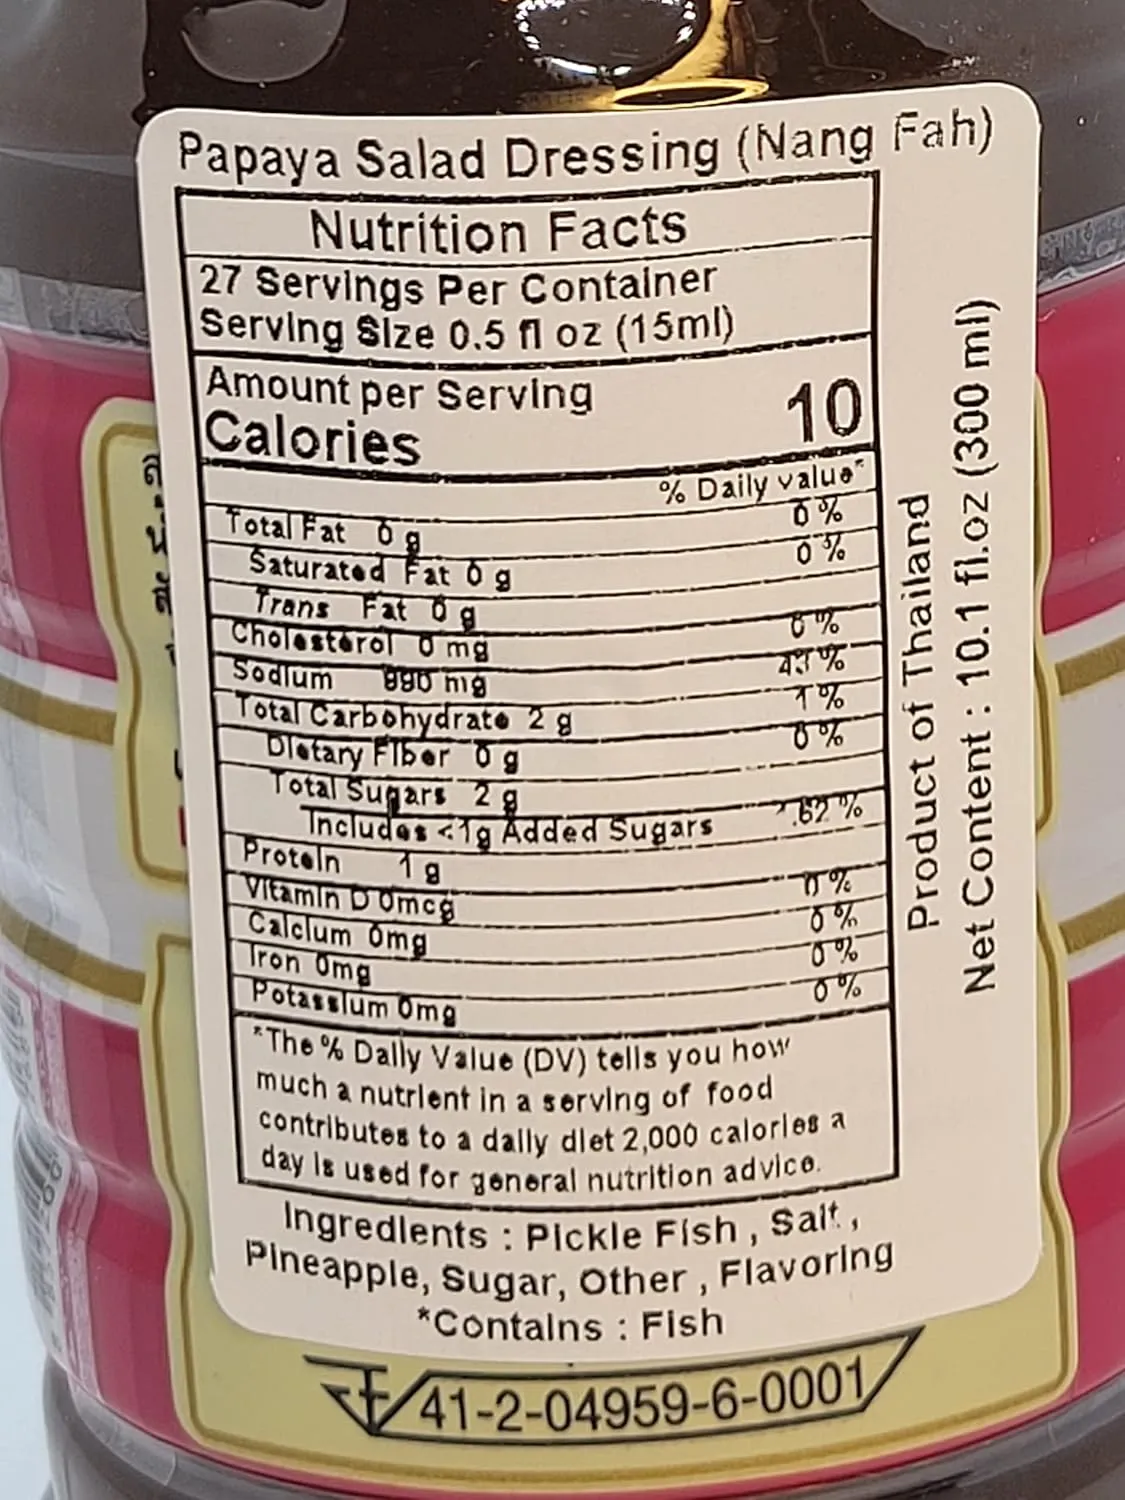 Papaya Salad Dressing (Nang Fah)
Nutrition Facts
27 Servings Per Container
Serving Size 0.5 fl oz (15ml)
Amount per Serving
Calories 10
% Daily value*
Total Fat 0 g 0 %
Saturated Fat 0 g 0 %
Trans Fat 0 g
Cholesterol 0 mg 0 %
Sodium 990 mg 43 %
Total Carbohydrate 2 g 1 %
Dietary Fiber 0 g 0 %
Total Sugars 2 g
Includes <1g Added Sugars .62 %
Protein 1 g
Vitamin D 0mcg 0 %
Calcium 0mg 0 %
Iron 0mg 0 %
Potassium 0mg 0 %
*The % Daily Value (DV) tells you how
much a nutrient in a serving of food
contributes to a daily diet 2,000 calories a
day is used for general nutrition advice.
Ingredients : Pickle Fish , Salt ,
Pineapple, Sugar, Other , Flavoring
*Contains : Fish
Product of Thailand
Net Content : 10.1 fl.oz (300 ml)
41-2-04959-6-0001